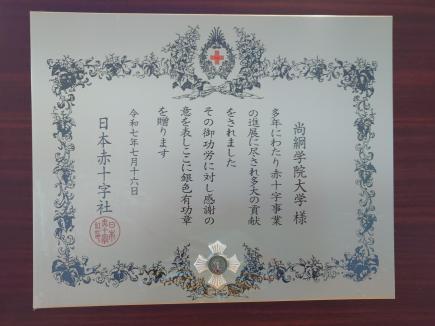 尚絅学院大学 様
多年にわたり赤十字事業
の進展に尽され多大の貢献
をされました
その御功労に対し感謝の
意を表しここに銀色有功章
を贈ります
令和七年七月十六日
日本赤十字社